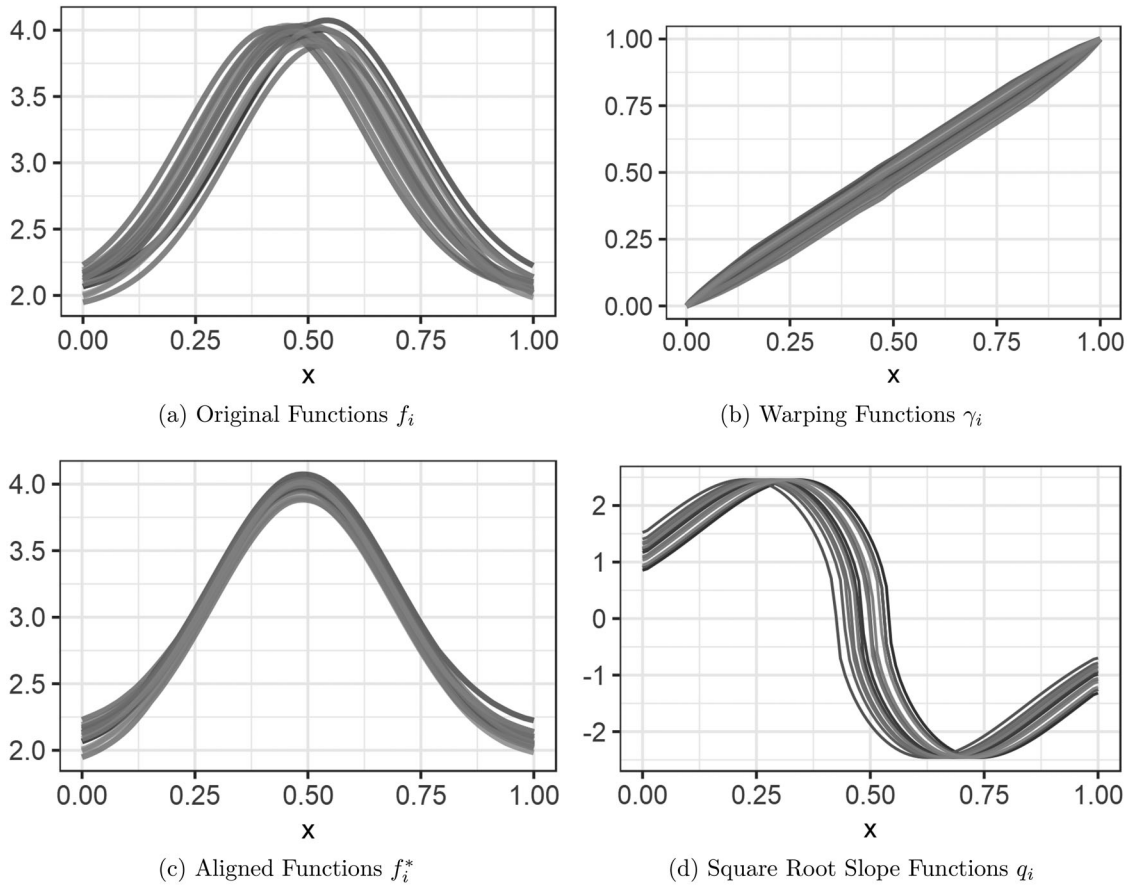 4.0
3.5
3.0
2.5
2.0
0.00 0.25 0.50 0.75 1.00
x
(a) Original Functions f_i
1.00
0.75
0.50
0.25
0.00
0.00 0.25 0.50 0.75 1.00
x
(b) Warping Functions γ_i
4.0
3.5
3.0
2.5
2.0
0.00 0.25 0.50 0.75 1.00
x
(c) Aligned Functions f_i^*
2
1
0
-1
-2
0.00 0.25 0.50 0.75 1.00
x
(d) Square Root Slope Functions q_i